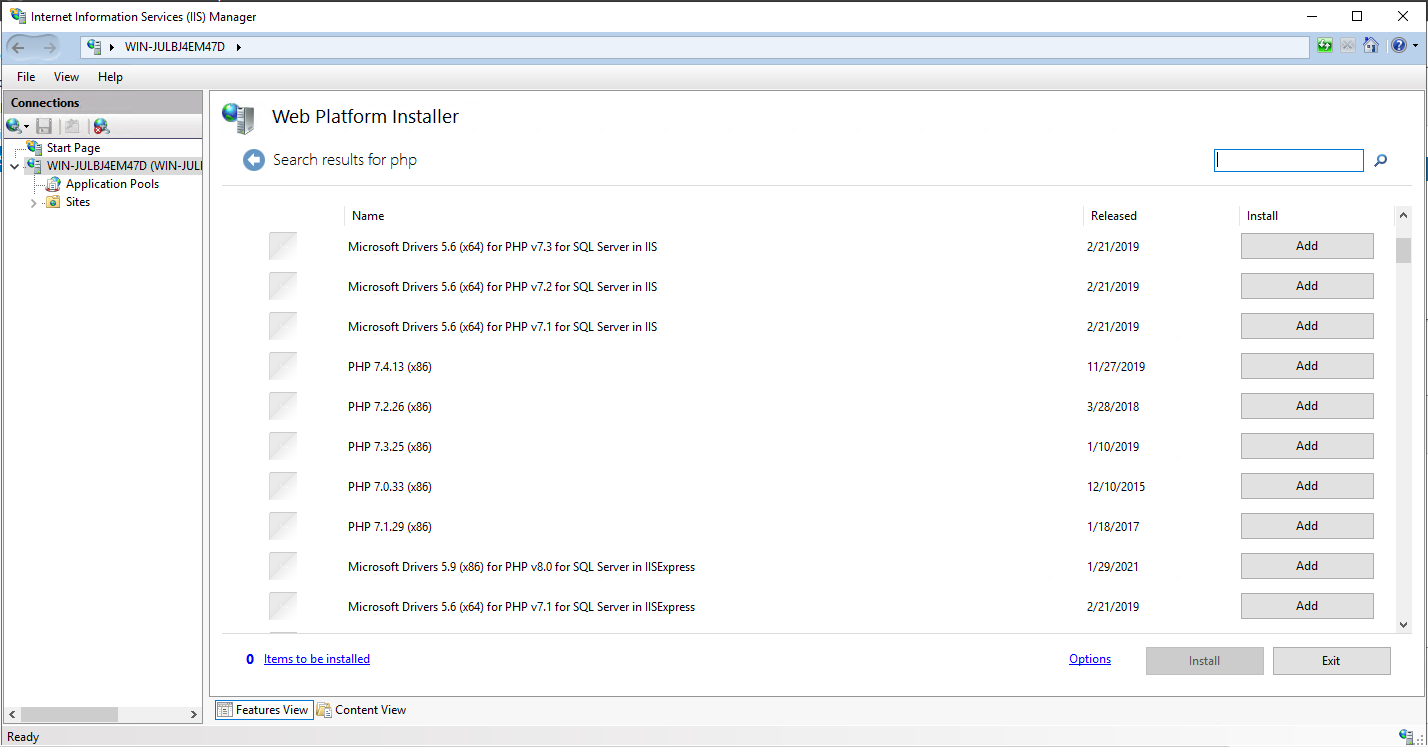 Internet Information Services (IIS) Manager
WIN-JULBJ4EM47D
File View Help
Connections
Start Page
WIN-JULBJ4EM47D (WIN-JULI
Application Pools
Sites
Web Platform Installer
Search results for php
Name Released Install
Microsoft Drivers 5.6 (x64) for PHP v7.3 for SQL Server in IIS 2/21/2019 Add
Microsoft Drivers 5.6 (x64) for PHP v7.2 for SQL Server in IIS 2/21/2019 Add
Microsoft Drivers 5.6 (x64) for PHP v7.1 for SQL Server in IIS 2/21/2019 Add
PHP 7.4.13 (x86) 11/27/2019 Add
PHP 7.2.26 (x86) 3/28/2018 Add
PHP 7.3.25 (x86) 1/10/2019 Add
PHP 7.0.33 (x86) 12/10/2015 Add
PHP 7.1.29 (x86) 1/18/2017 Add
Microsoft Drivers 5.9 (x86) for PHP v8.0 for SQL Server in IISExpress 1/29/2021 Add
Microsoft Drivers 5.6 (x64) for PHP v7.1 for SQL Server in IISExpress 2/21/2019 Add
0 Items to be installed Options Install Exit
Features View Content View
Ready